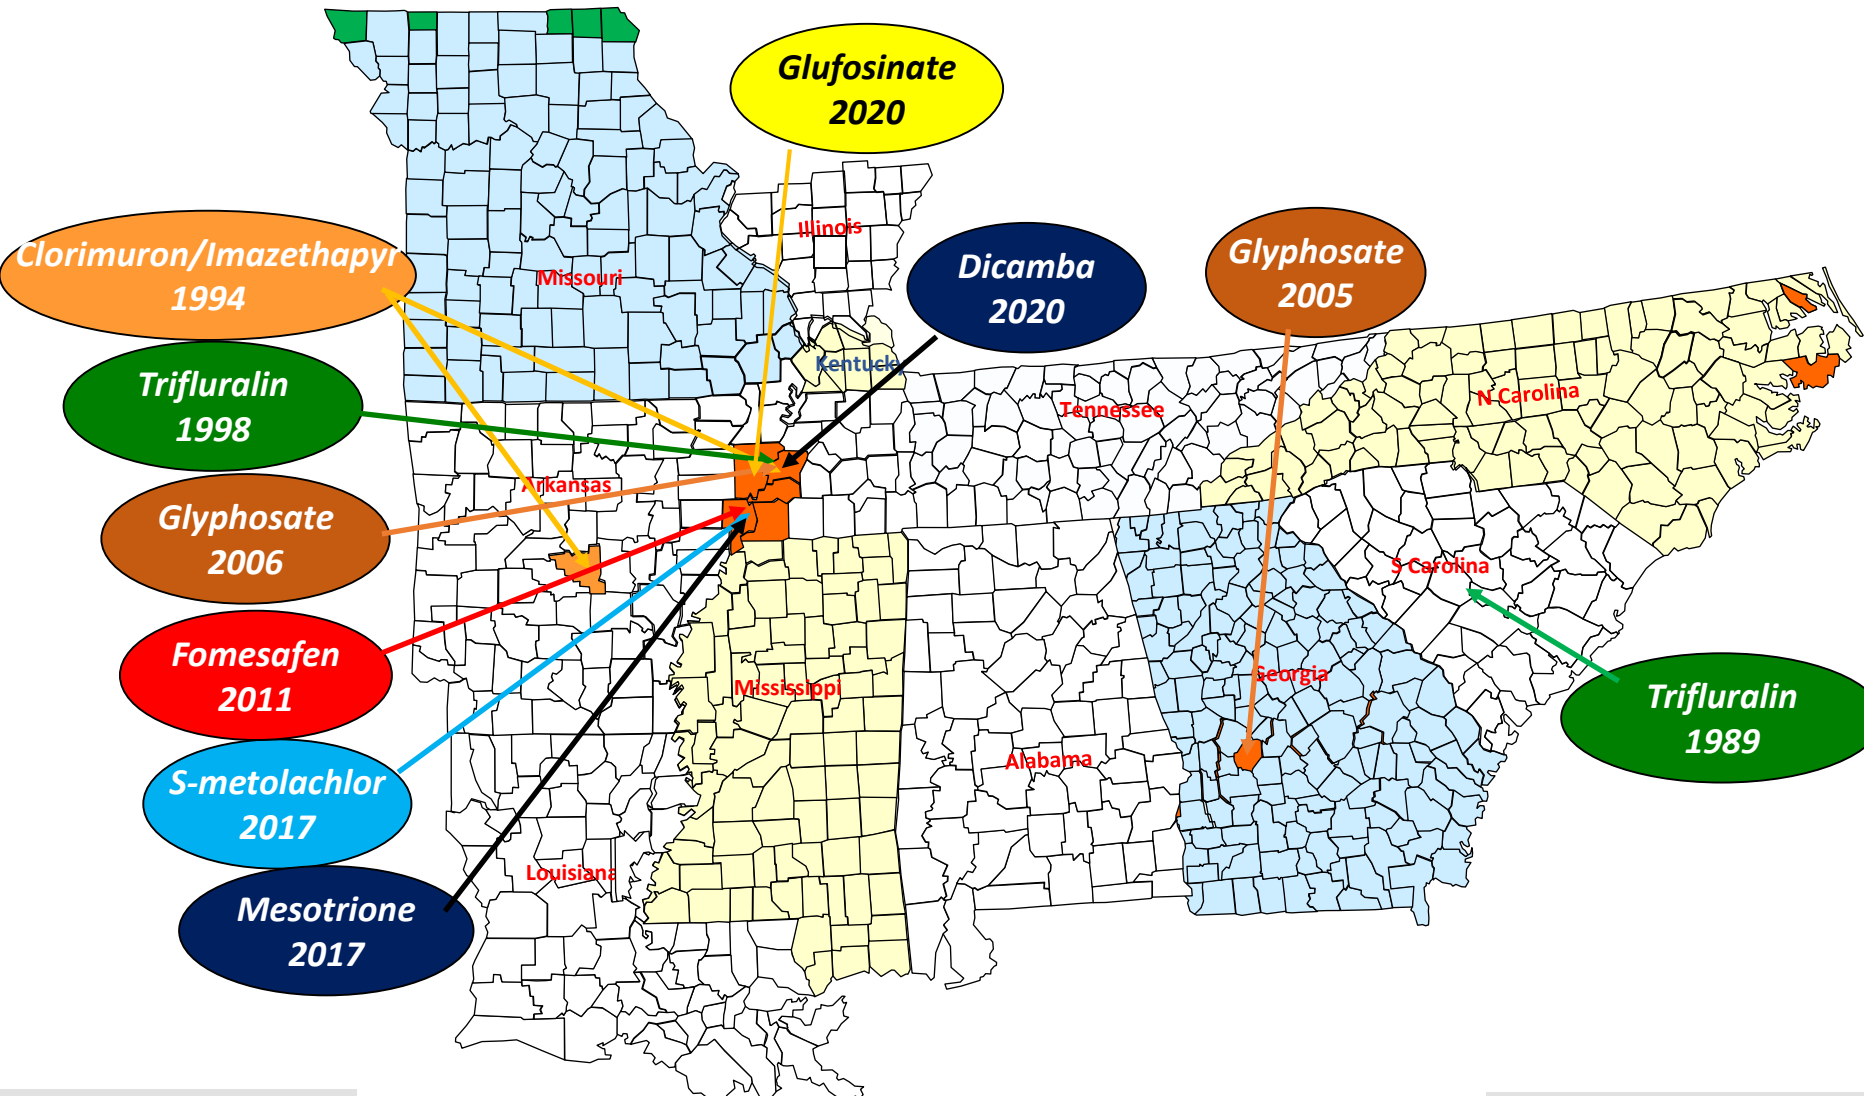 Glufosinate
2020
Illinois
Clorimuron/Imazethapyr
1994
Missouri
Dicamba
2020
Glyphosate
2005
Kentucky
Trifluralin
1998
Tennessee
N Carolina
Arkansas
Glyphosate
2006
S Carolina
Fomesafen
2011
Mississippi
Georgia
Trifluralin
1989
Alabama
S-metolachlor
2017
Louisiana
Mesotrione
2017